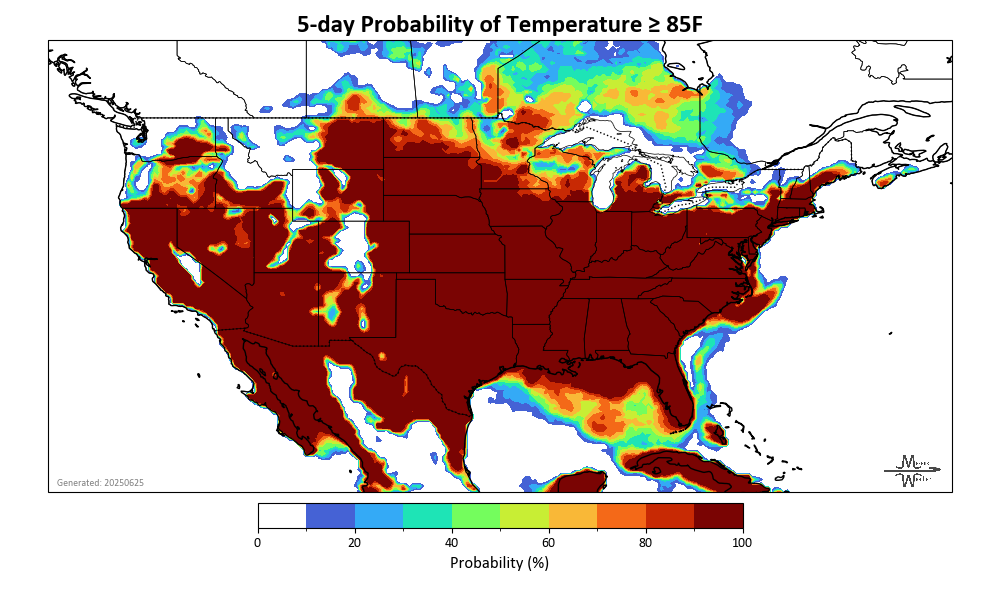 5-day Probability of Temperature ≥ 85F
Generated: 20250625
0 20 40 60 80 100
Probability (%)